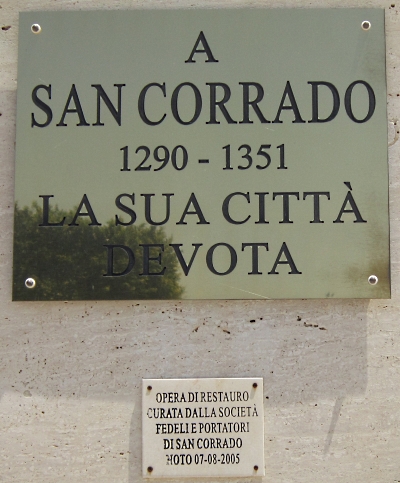 A
SAN CORRADO
1290 - 1351
LA SUA CITTÀ
DEVOTA
OPERA DI RESTAURO
CURATA DALLA SOCIETÀ
FEDELI E PORTATORI
DI SAN CORRADO
NOTO 07-08-2005